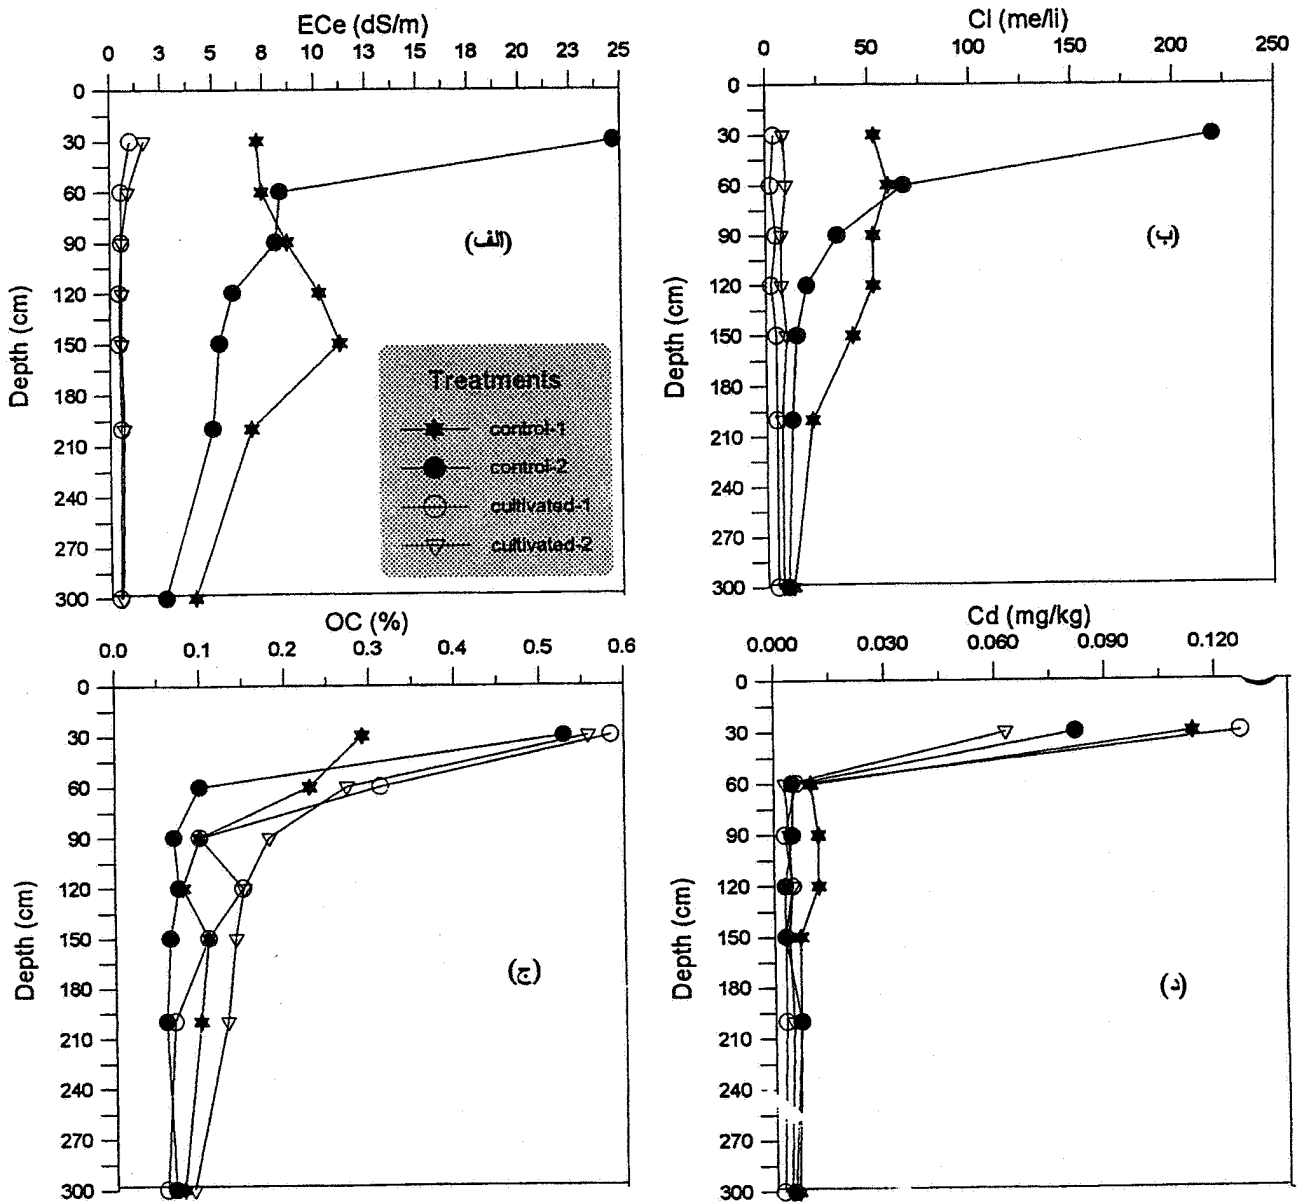 ECe (dS/m)
0 3 5 8 10 13 15 18 20 23 25
0
30
60
90
120
150
180
210
240
270
300
Depth (cm)
(الف)
Treatments
control-1
control-2
cultivated-1
cultivated-2
Cl (me/li)
0 50 100 150 200 250
0
30
60
90
120
150
180
210
240
270
300
Depth (cm)
(ب)
OC (%)
0.0 0.1 0.2 0.3 0.4 0.5 0.6
0
30
60
90
120
150
180
210
240
270
300
Depth (cm)
(ج)
Cd (mg/kg)
0.000 0.030 0.060 0.090 0.120
0
30
60
90
120
150
180
210
240
270
300
Depth (cm)
(د)